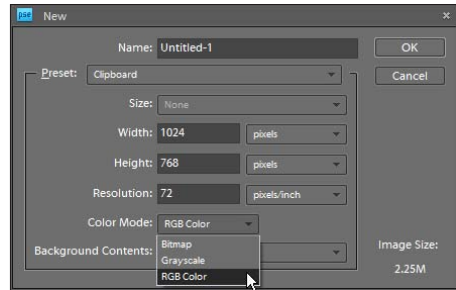 pse New
Name: Untitled-1
OK
Preset: Clipboard
Cancel
Size: None
Width: 1024 pixels
Height: 768 pixels
Resolution: 72 pixels/inch
Color Mode: RGB Color
Bitmap
Background Contents:
Grayscale
RGB Color
Image Size:
2.25M